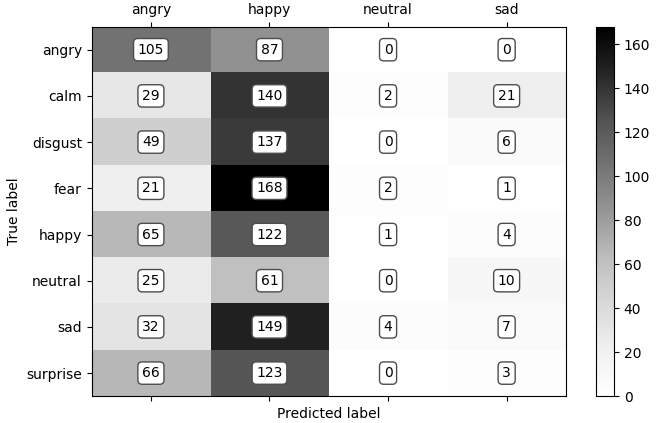 angry happy neutral sad
angry 105 87 0 0
calm 29 140 2 21
disgust 49 137 0 6
fear 21 168 2 1
happy 65 122 1 4
neutral 25 61 0 10
sad 32 149 4 7
surprise 66 123 0 3
True label
Predicted label
160
140
120
100
80
60
40
20
0